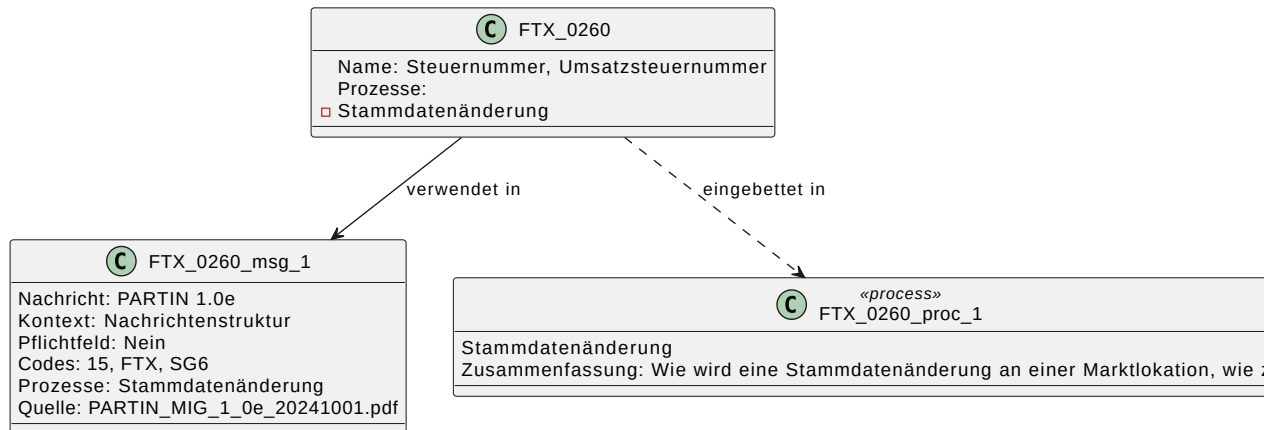 C FTX_0260
Name: Steuernummer, Umsatzsteuernummer
Prozesse:
Stammdatenänderung
verwendet in
eingebettet in
C FTX_0260_msg_1
Nachricht: PARTIN 1.0e
Kontext: Nachrichtenstruktur
Pflichtfeld: Nein
Codes: 15, FTX, SG6
Prozesse: Stammdatenänderung
Quelle: PARTIN_MIG_1_0e_20241001.pdf
C «process»
FTX_0260_proc_1
Stammdatenänderung
Zusammenfassung: Wie wird eine Stammdatenänderung an einer Marktlokation, wie